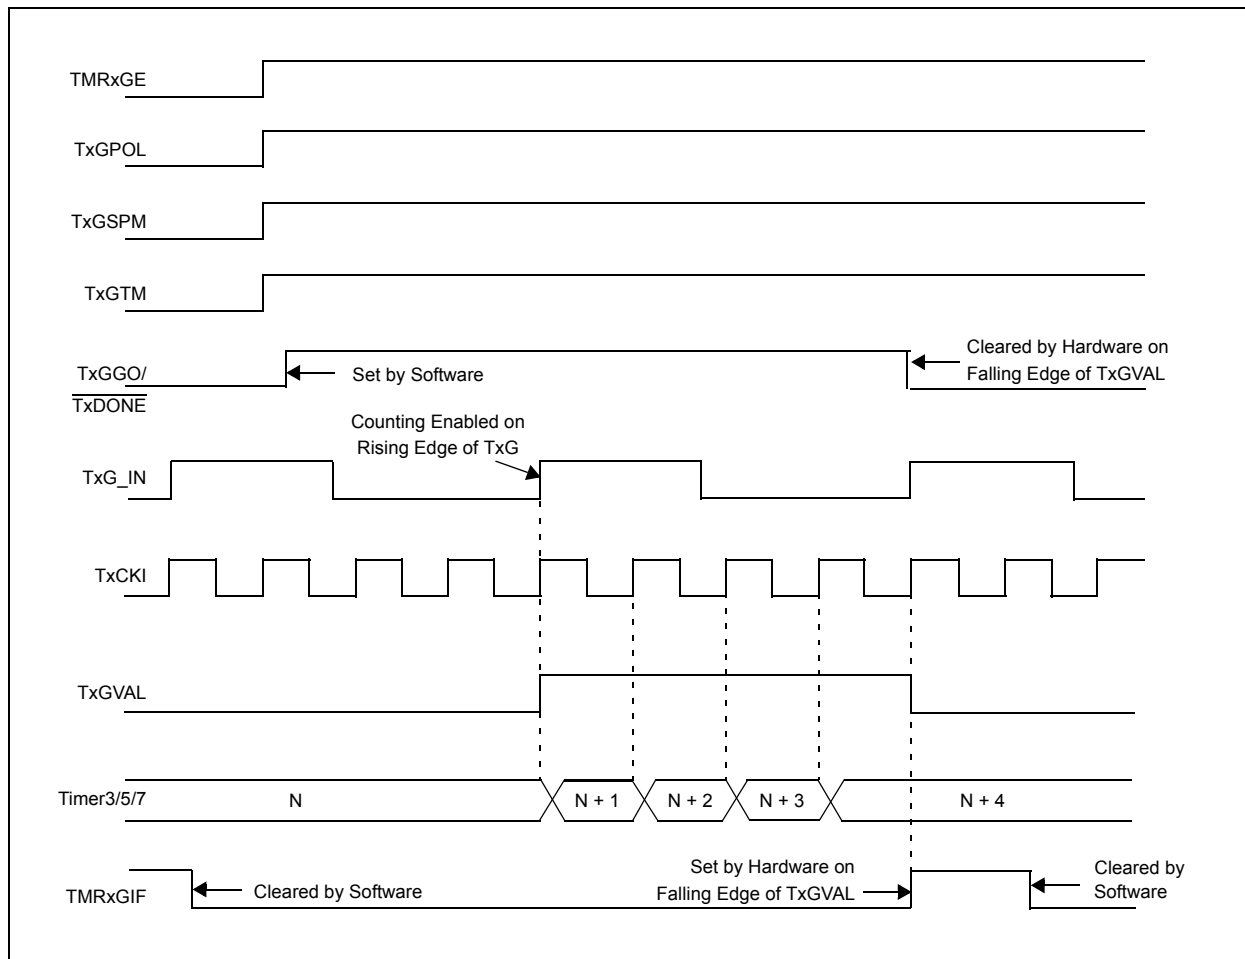 TMRxGE
TxGPOL
TxGSPM
TxGTM
TxGGO/
TxDONE
Set by Software
Cleared by Hardware on
Falling Edge of TxGVAL
Counting Enabled on
Rising Edge of TxG
TxG_IN
TxCKI
TxGVAL
Timer3/5/7
N
N + 1
N + 2
N + 3
N + 4
TMRxGIF
Cleared by Software
Set by Hardware on
Falling Edge of TxGVAL
Cleared by
Software